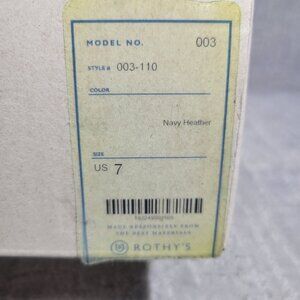 MODEL NO. 003
STYLE# 003-110
COLOR
Navy Heather
SIZE
US 7
MADE RESPONSIBLY FROM
THE BEST MATERIALS
ROTHY'S